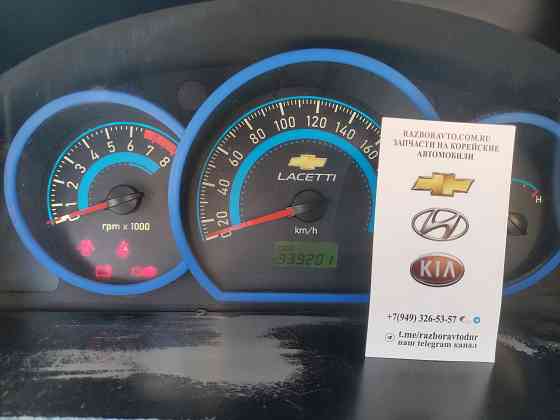 1 2 3 4 5 6 7 8
rpm x 1000
0 20 40 60 80 100 120 140 160
LACETTI
km/h
939201
H
RAZBORAVTO.COM.RU
ЗАПЧАСТИ НА КОРЕЙСКИЕ
АВТОМОБИЛИ
KIA
+7(949) 326-53-57
t.me/razboravtodnr
наш telegram канал